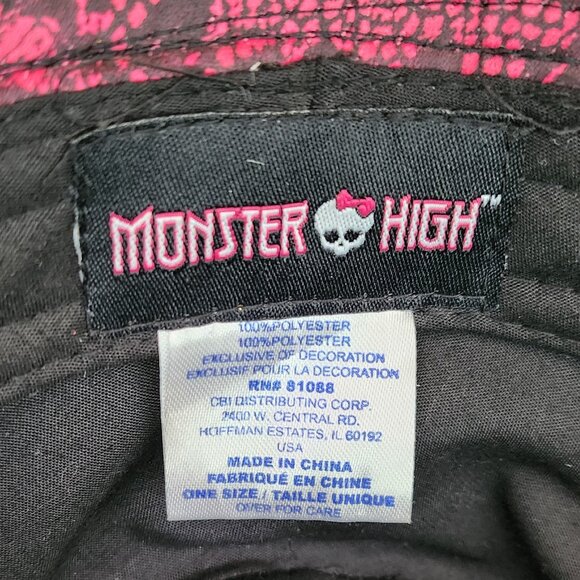 MONSTER HIGH™
100% POLYESTER
100% POLYESTER
EXCLUSIVE OF DECORATION
EXCLUSIF POUR LA DECORATION
RN# 81088
CBI DISTRIBUTING CORP.
2400 W. CENTRAL RD.
HOFFMAN ESTATES, IL 60192
USA
MADE IN CHINA
FABRIQUÉ EN CHINE
ONE SIZE / TAILLE UNIQUE
OVER FOR CARE